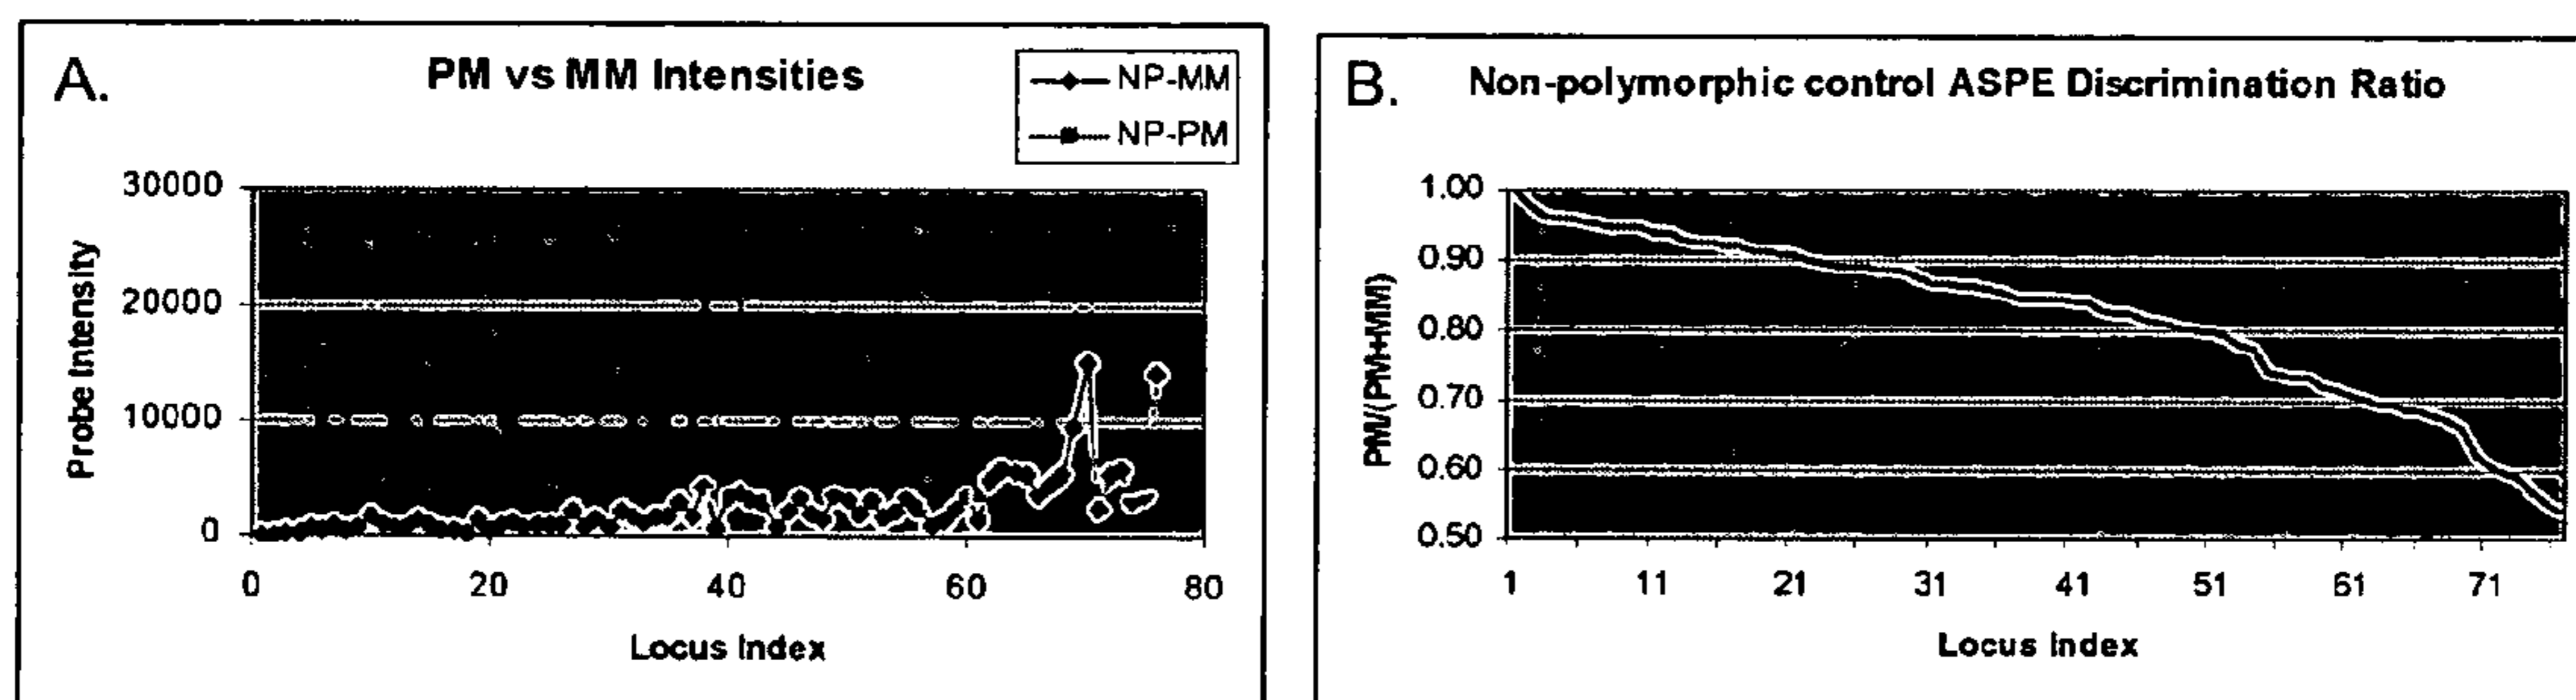 A.
PM vs MM Intensities
NP-MM
NP-PM
30000
20000
10000
0
Probe Intensity
0 20 40 60 80
Locus Index
B.
Non-polymorphic control ASPE Discrimination Ratio
1.00
0.90
0.80
0.70
0.60
0.50
PM/(PM+MM)
1 11 21 31 41 51 61 71
Locus Index